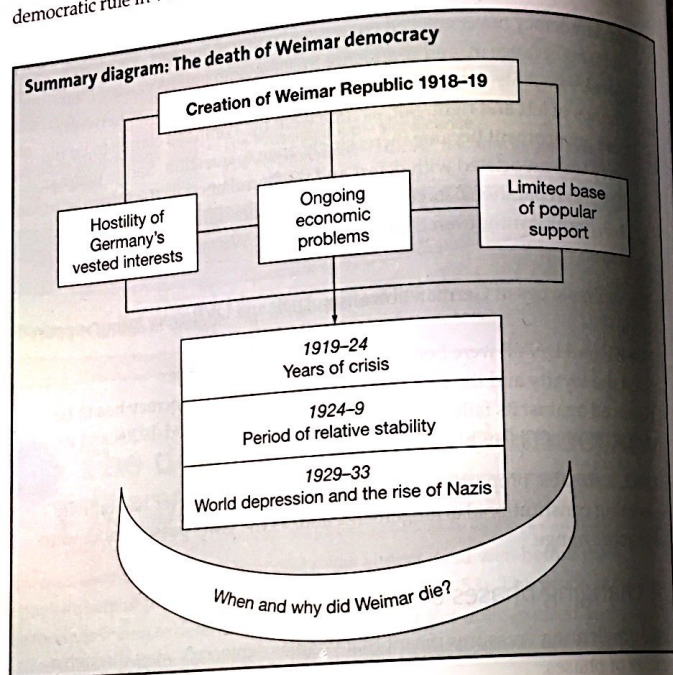 democratic rule in
Summary diagram: The death of Weimar democracy
Creation of Weimar Republic 1918–19
Hostility of
Germany's
vested interests
Ongoing
economic
problems
Limited base
of popular
support
1919–24
Years of crisis
1924–9
Period of relative stability
1929–33
World depression and the rise of Nazis
When and why did Weimar die?